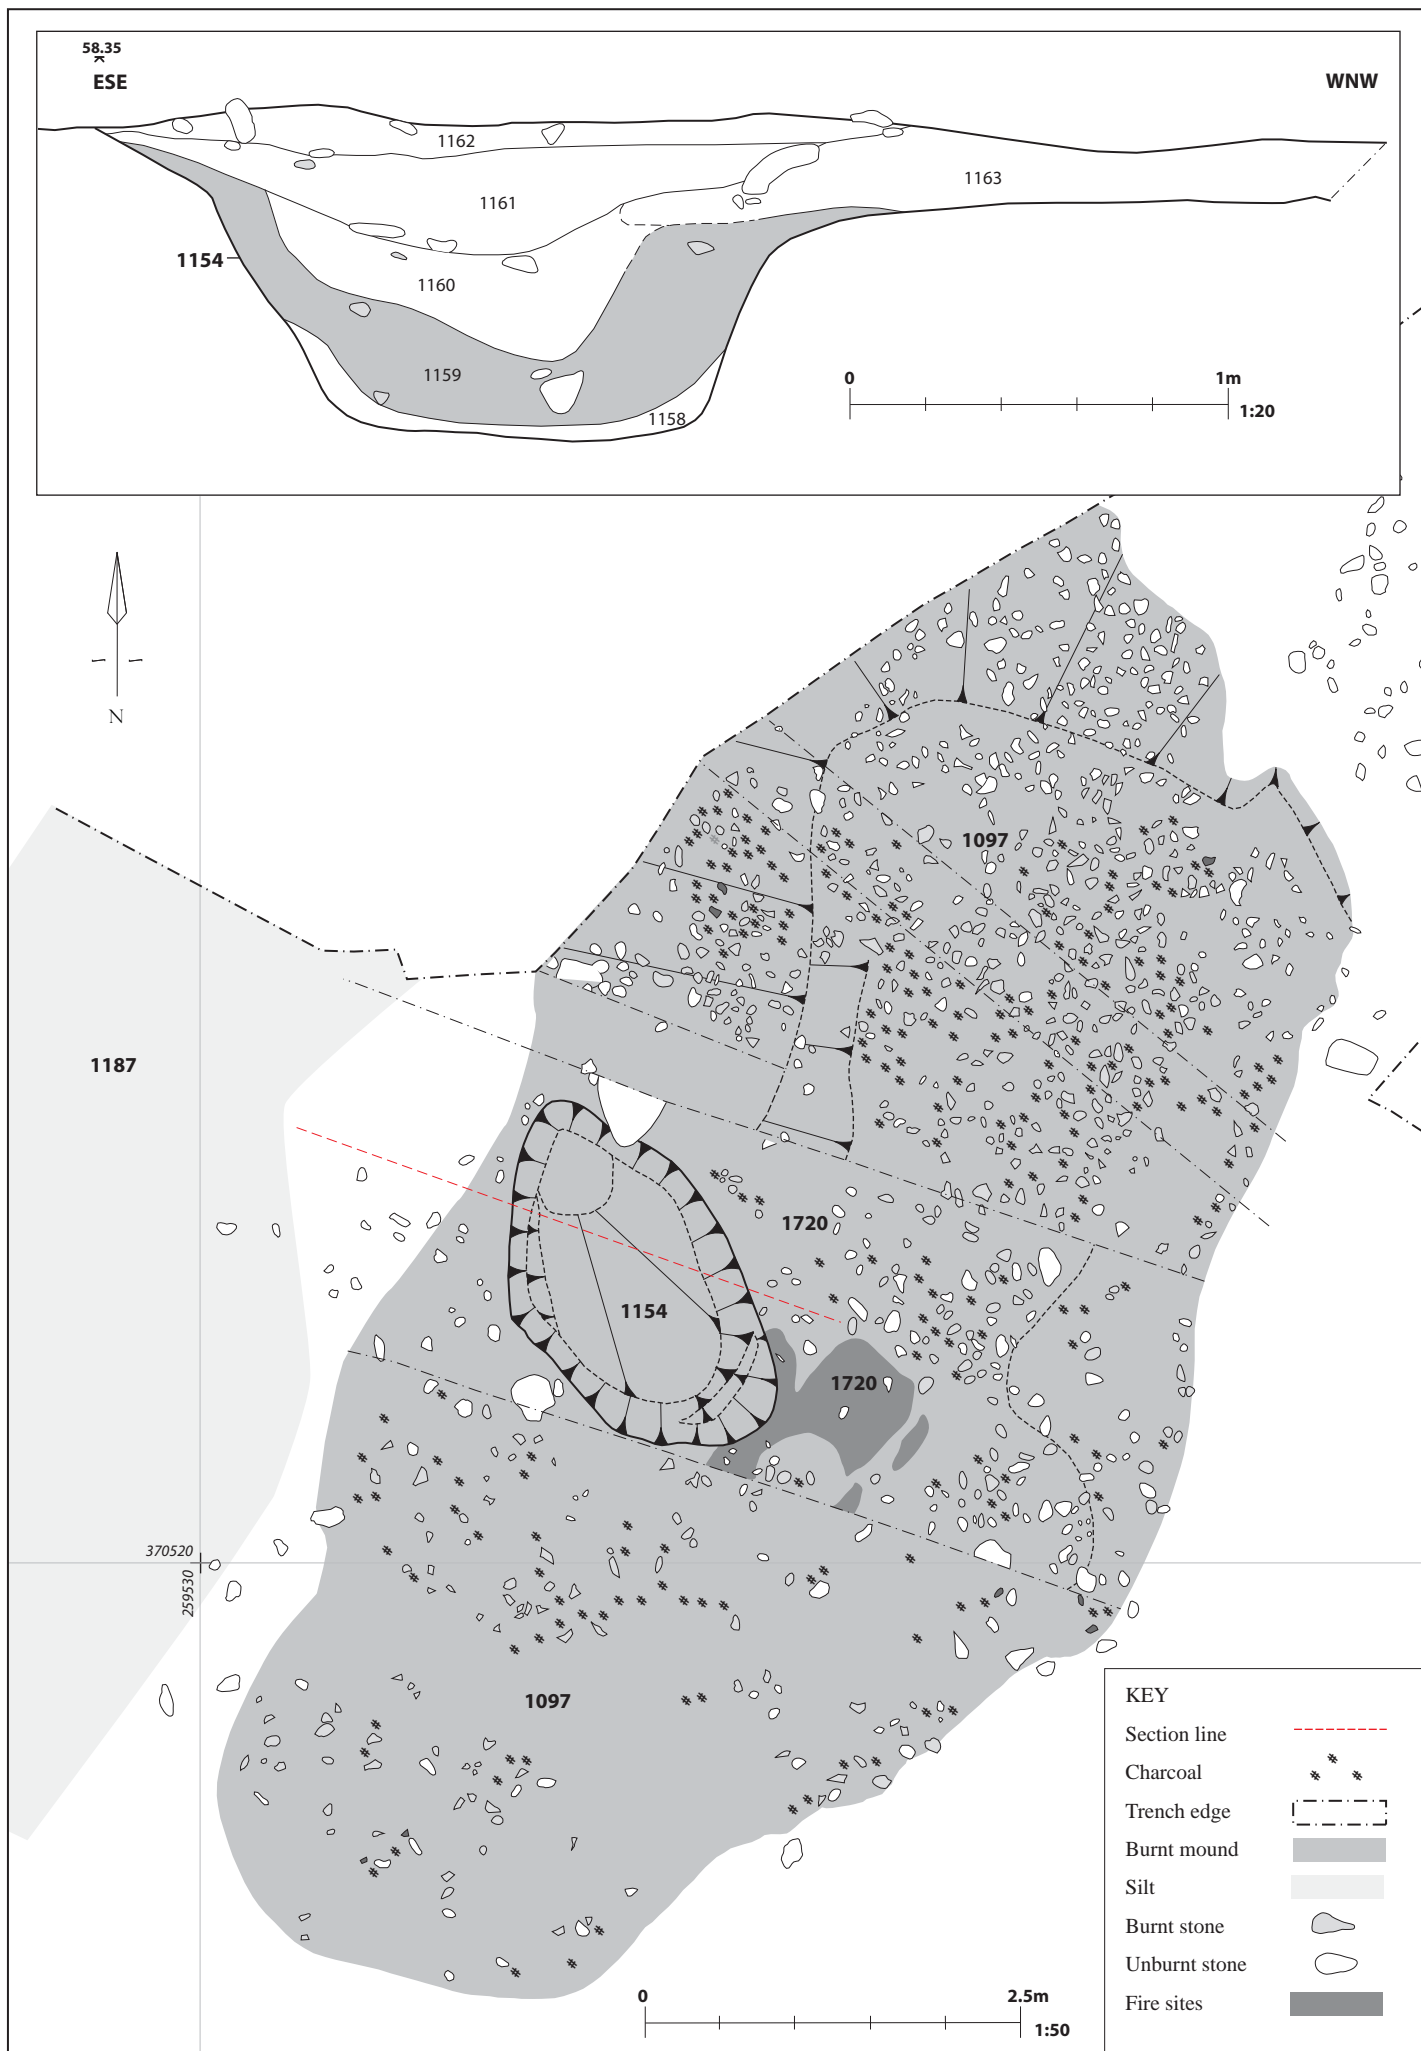 58.35
ESE
WNW
1162
1163
1161
1154
1160
1159
1158
0 1m
1:20
N
1097
1187
1720
1154
1720
370520
259530
1097
KEY
Section line
Charcoal
Trench edge
Burnt mound
Silt
Burnt stone
Unburnt stone
Fire sites
0 2.5m
1:50